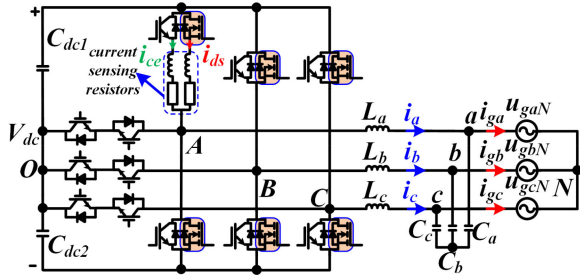 +
C_dc1
current
sensing
resistors
i_ce
i_ds
V_dc
O
A
B
C
L_a
L_b
L_c
i_a
i_b
i_c
a
b
c
i_ga
i_gb
i_gc
u_gaN
u_gbN
u_gcN
N
C_c
C_b
C_a
C_dc2
-